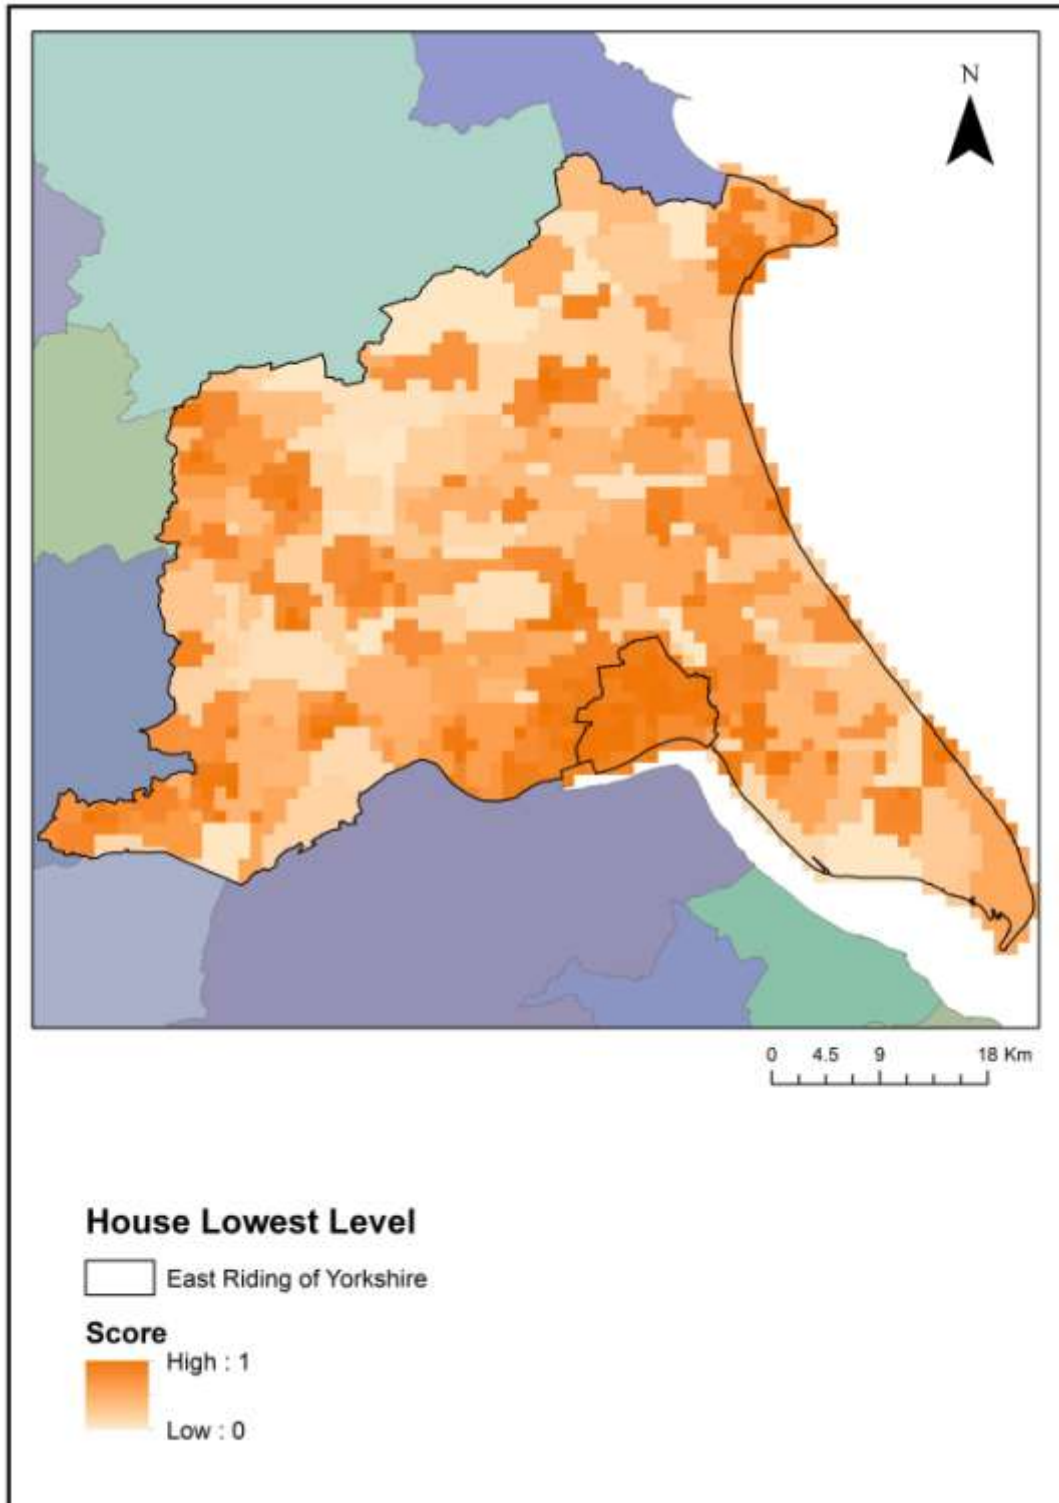 N
0 4.5 9 18 Km
House Lowest Level
East Riding of Yorkshire
Score
High : 1
Low : 0